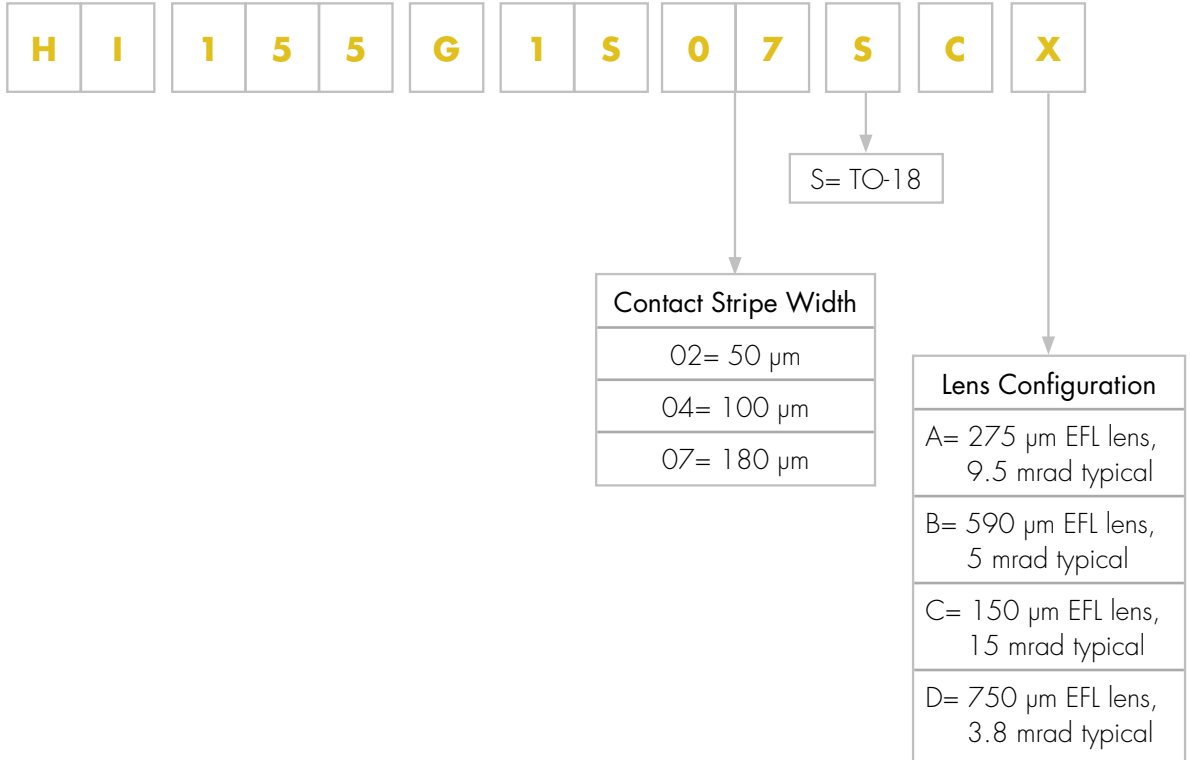 H I 1 5 5 G 1 S 0 7 S C X
S= TO-18
Contact Stripe Width
02= 50 µm
04= 100 µm
07= 180 µm
Lens Configuration
A= 275 µm EFL lens,
9.5 mrad typical
B= 590 µm EFL lens,
5 mrad typical
C= 150 µm EFL lens,
15 mrad typical
D= 750 µm EFL lens,
3.8 mrad typical